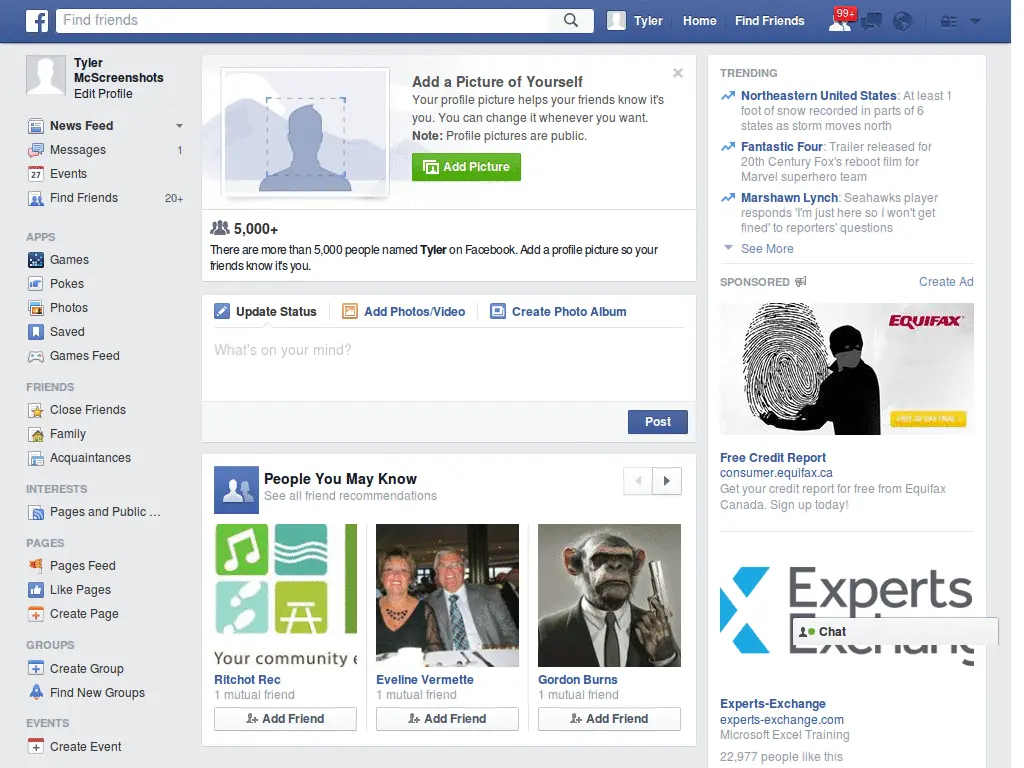 Find friends
Tyler
Home
Find Friends
99+
Tyler
McScreenshots
Edit Profile
News Feed
Messages 1
27 Events
Find Friends 20+
APPS
Games
Pokes
Photos
Saved
Games Feed
FRIENDS
Close Friends
Family
Acquaintances
INTERESTS
Pages and Public ...
PAGES
Pages Feed
Like Pages
Create Page
GROUPS
Create Group
Find New Groups
EVENTS
Create Event
Add a Picture of Yourself
Your profile picture helps your friends know it's
you. You can change it whenever you want.
Note: Profile pictures are public.
Add Picture
5,000+
There are more than 5,000 people named Tyler on Facebook. Add a profile picture so your
friends know it's you.
Update Status
Add Photos/Video
Create Photo Album
What's on your mind?
Post
People You May Know
See all friend recommendations
Your community e
Ritchot Rec
1 mutual friend
Add Friend
Eveline Vermette
1 mutual friend
Add Friend
Gordon Burns
1 mutual friend
Add Friend
TRENDING
Northeastern United States: At least 1
foot of snow recorded in parts of 6
states as storm moves north
Fantastic Four: Trailer released for
20th Century Fox's reboot film for
Marvel superhero team
Marshawn Lynch: Seahawks player
responds 'I'm just here so i won't get
fined' to reporters' questions
See More
SPONSORED
Create Ad
EQUIFAX
Free Credit Report
consumer.equifax.ca
Get your credit report for free from Equifax
Canada. Sign up today!
Experts
Exchang
Chat
Experts-Exchange
experts-exchange.com
Microsoft Excel Training
22,977 people like this